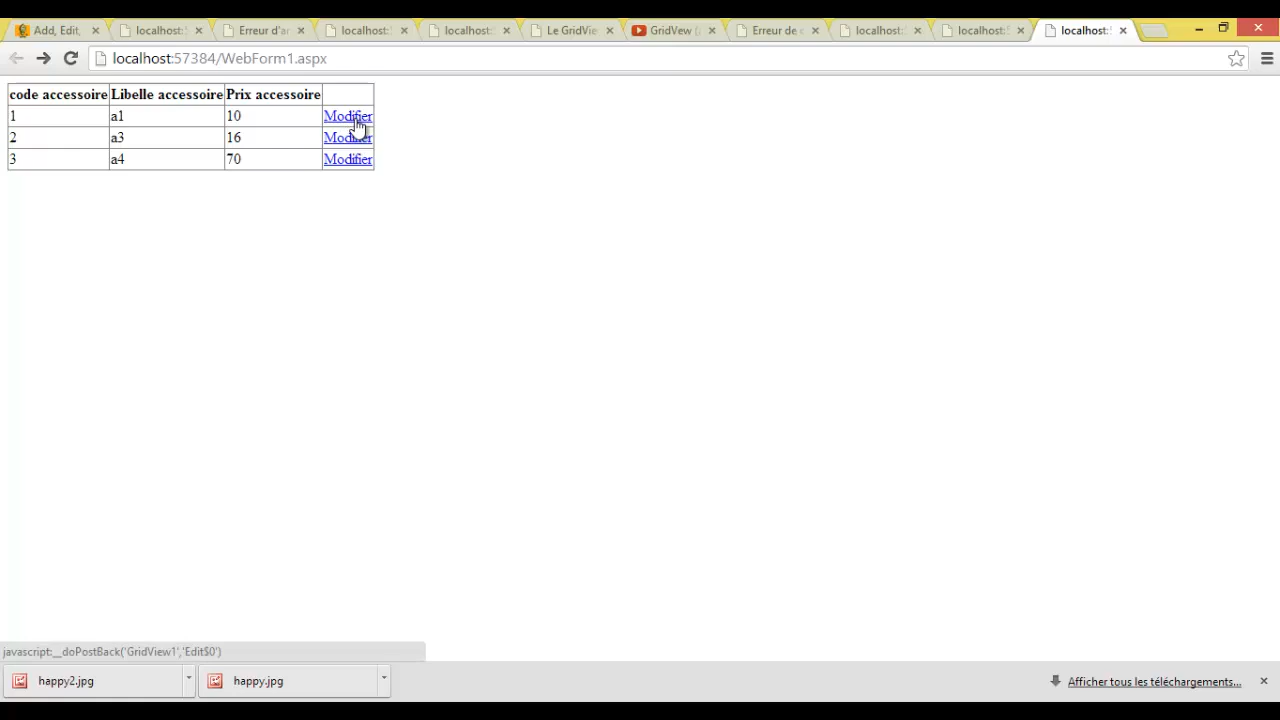 Add, Edit, localhost: Erreur d'a localhost: localhost: Le GridVie GridVew ( Erreur de localhost: localhost: localhost:
localhost:57384/WebForm1.aspx
code accessoire Libelle accessoire Prix accessoire
1 a1 10 Modifier
2 a3 16 Modifier
3 a4 70 Modifier
javascript:__doPostBack('GridView1','Edit$0')
happy2.jpg happy.jpg Afficher tous les téléchargements...